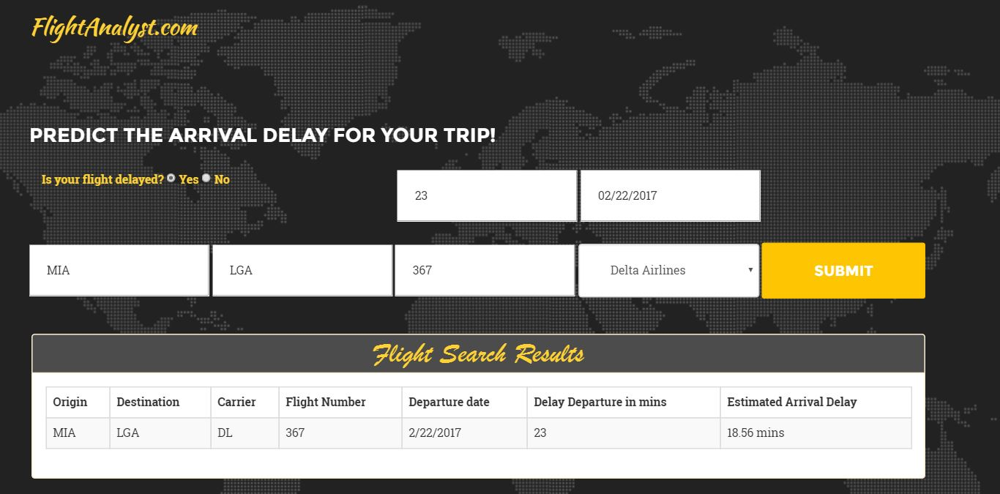 FlightAnalyst.com
PREDICT THE ARRIVAL DELAY FOR YOUR TRIP!
Is your flight delayed? Yes No
23 02/22/2017
MIA LGA 367 Delta Airlines SUBMIT
Flight Search Results
Origin Destination Carrier Flight Number Departure date Delay Departure in mins Estimated Arrival Delay
MIA LGA DL 367 2/22/2017 23 18.56 mins